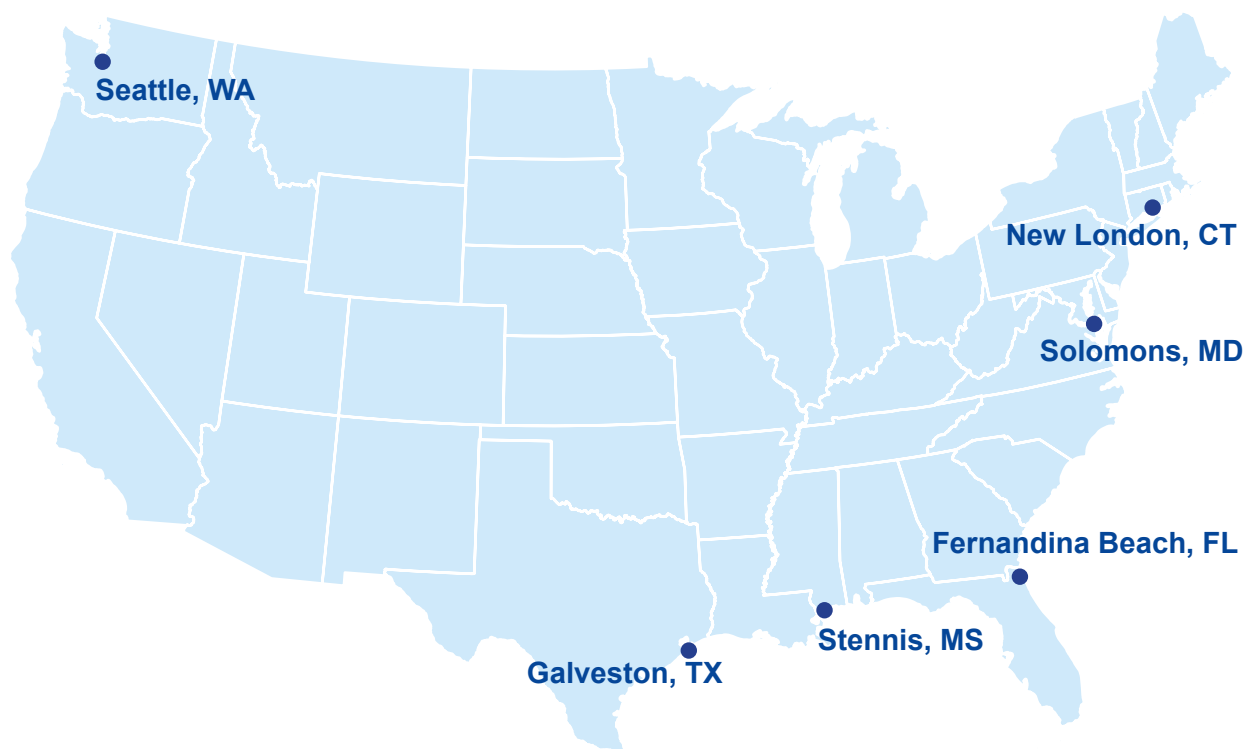 Seattle, WA
New London, CT
Solomons, MD
Fernandina Beach, FL
Stennis, MS
Galveston, TX